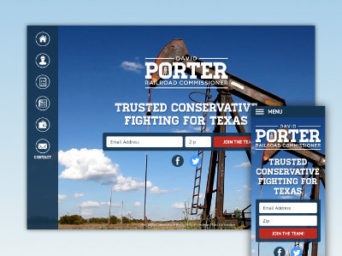 DAVID
PORTER
RAILROAD COMMISSIONER
TRUSTED CONSERVATIVE
FIGHTING FOR TEXAS
Email Address
Zip
JOIN THE TEA
CONTACT
MENU
DAVID
PORTER
RAILROAD COMMISSIONER
TRUSTED
CONSERVATIVE
FIGHTING FOR
TEXAS
Email Address
Zip
JOIN THE TEAM!